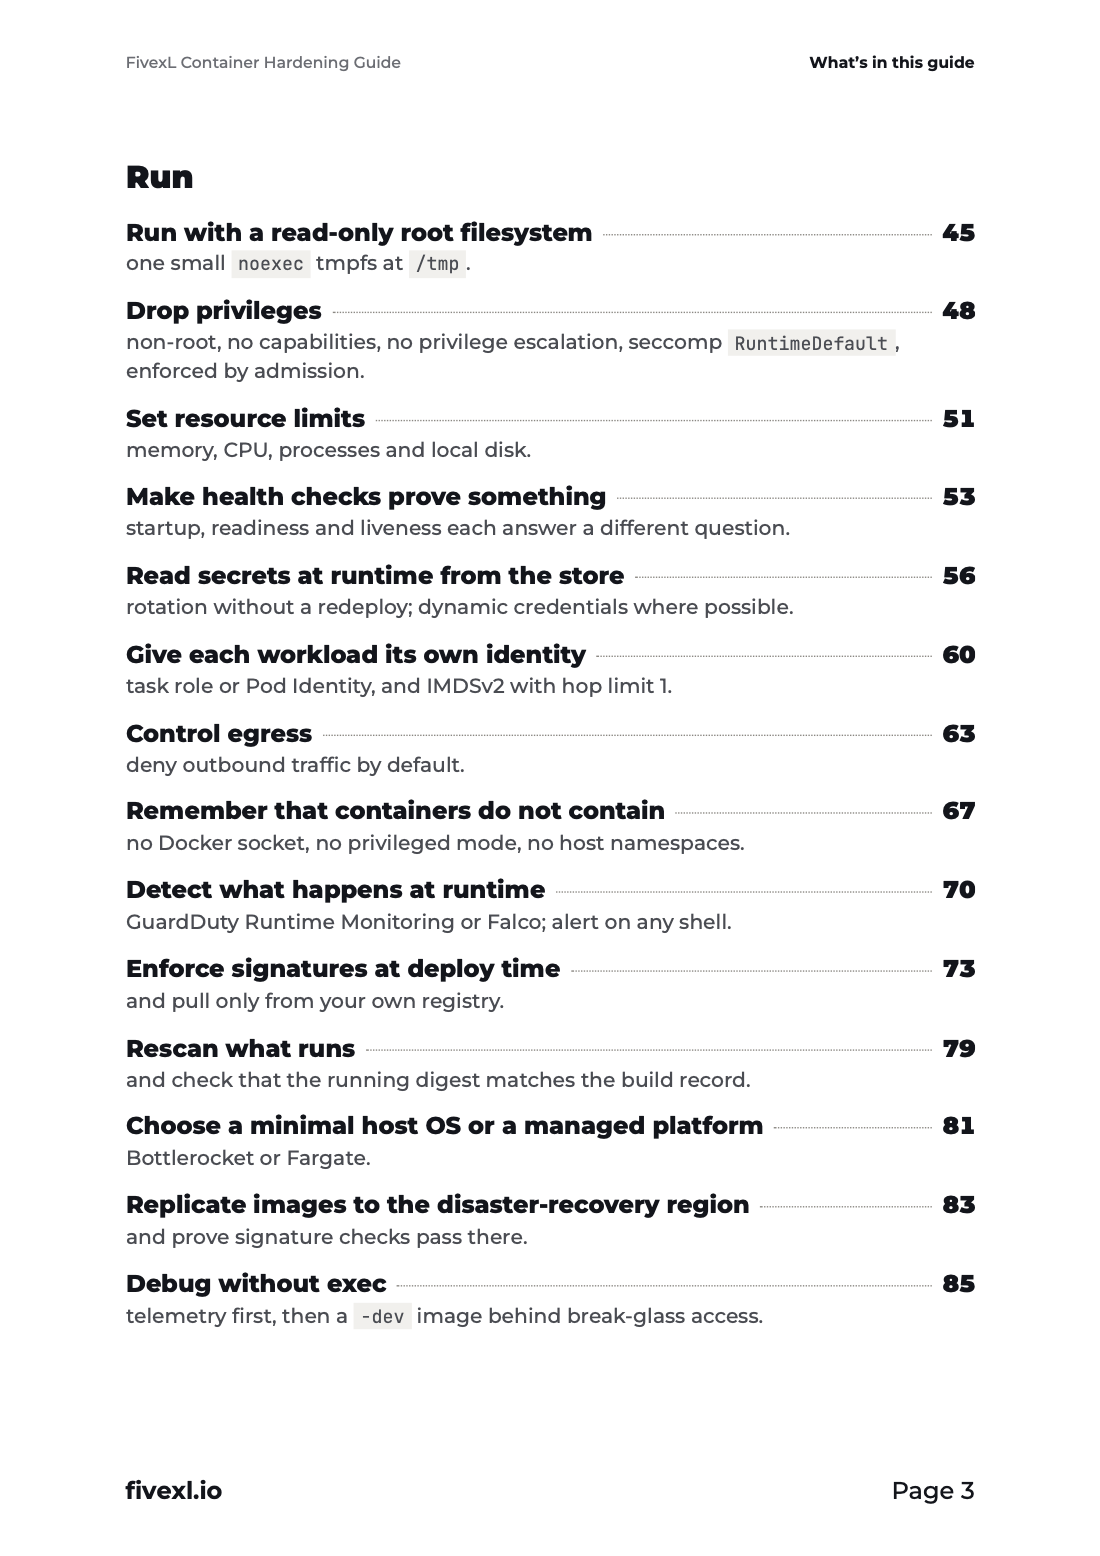 FivexL Container Hardening Guide
What's in this guide
Run
Run with a read-only root filesystem 45
one small noexec tmpfs at /tmp.
Drop privileges 48
non-root, no capabilities, no privilege escalation, seccomp RuntimeDefault,
enforced by admission.
Set resource limits 51
memory, CPU, processes and local disk.
Make health checks prove something 53
startup, readiness and liveness each answer a different question.
Read secrets at runtime from the store 56
rotation without a redeploy; dynamic credentials where possible.
Give each workload its own identity 60
task role or Pod Identity, and IMDSv2 with hop limit 1.
Control egress 63
deny outbound traffic by default.
Remember that containers do not contain 67
no Docker socket, no privileged mode, no host namespaces.
Detect what happens at runtime 70
GuardDuty Runtime Monitoring or Falco; alert on any shell.
Enforce signatures at deploy time 73
and pull only from your own registry.
Rescan what runs 79
and check that the running digest matches the build record.
Choose a minimal host OS or a managed platform 81
Bottlerocket or Fargate.
Replicate images to the disaster-recovery region 83
and prove signature checks pass there.
Debug without exec 85
telemetry first, then a -dev image behind break-glass access.
fivexl.io
Page 3